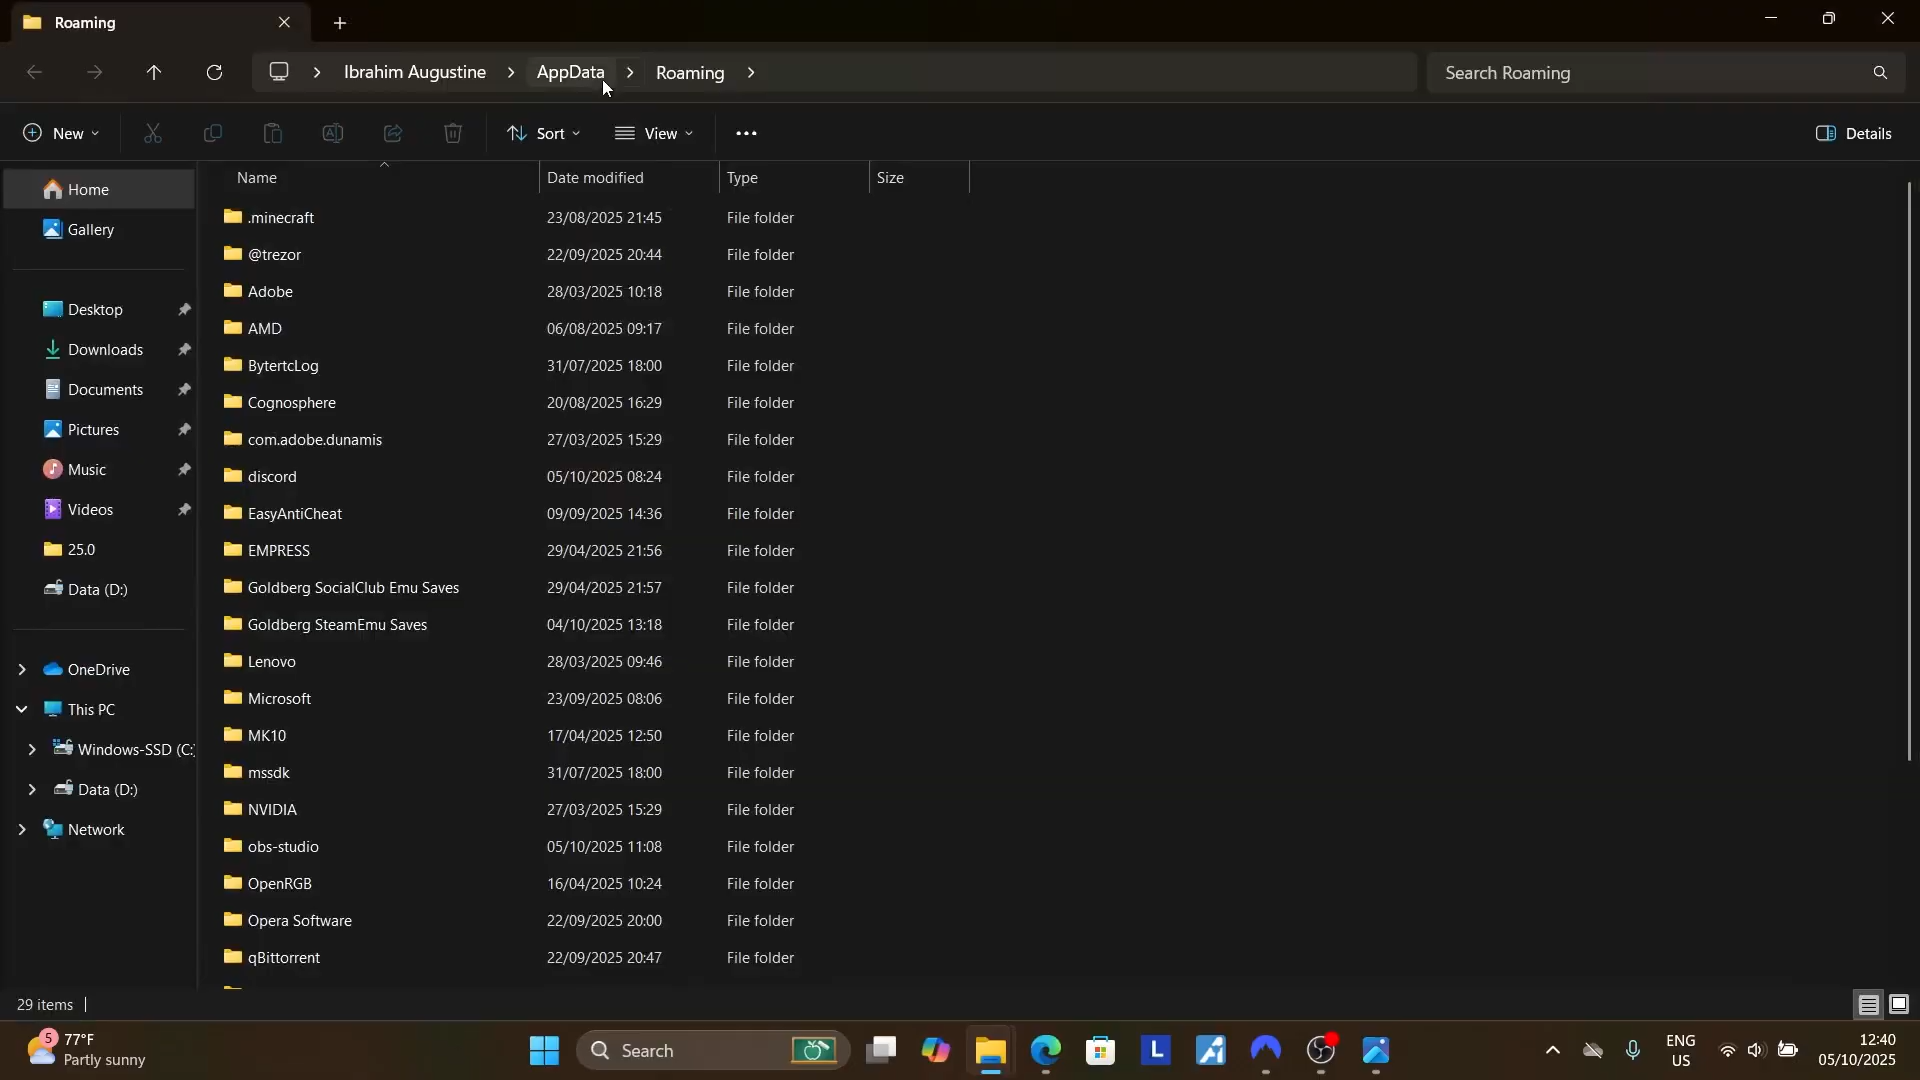 Roaming
Ibrahim Augustine > AppData > Roaming >
Search Roaming
New
Sort
View
Details
Name Date modified Type Size
Home
Gallery
Desktop
Downloads
Documents
Pictures
Music
Videos
25.0
Data (D:)
OneDrive
This PC
Windows-SSD (C:)
Data (D:)
Network
.minecraft 23/08/2025 21:45 File folder
@trezor 22/09/2025 20:44 File folder
Adobe 28/03/2025 10:18 File folder
AMD 06/08/2025 09:17 File folder
BytertcLog 31/07/2025 18:00 File folder
Cognosphere 20/08/2025 16:29 File folder
com.adobe.dunamis 27/03/2025 15:29 File folder
discord 05/10/2025 08:24 File folder
EasyAntiCheat 09/09/2025 14:36 File folder
EMPRESS 29/04/2025 21:56 File folder
Goldberg SocialClub Emu Saves 29/04/2025 21:57 File folder
Goldberg SteamEmu Saves 04/10/2025 13:18 File folder
Lenovo 28/03/2025 09:46 File folder
Microsoft 23/09/2025 08:06 File folder
MK10 17/04/2025 12:50 File folder
mssdk 31/07/2025 18:00 File folder
NVIDIA 27/03/2025 15:29 File folder
obs-studio 05/10/2025 11:08 File folder
OpenRGB 16/04/2025 10:24 File folder
Opera Software 22/09/2025 20:00 File folder
qBittorrent 22/09/2025 20:47 File folder
29 items
5
77°F
Partly sunny
Search
L
ENG
US
12:40
05/10/2025